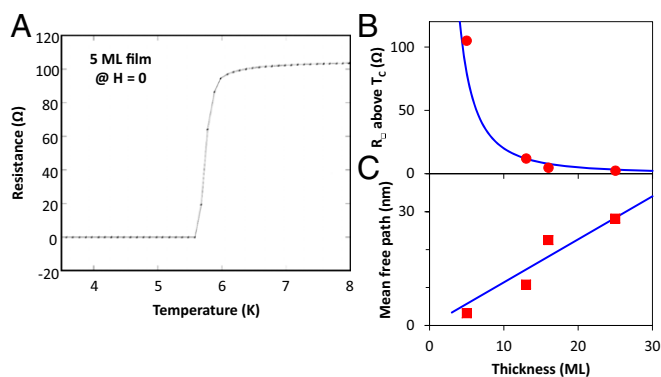 A
120
100
80
60
40
20
0
-20
5 ML film
@ H = 0
Resistance (Ω)
4
5
6
7
8
Temperature (K)
B
100
50
0
R□ above TC (Ω)
C
30
0
Mean free path (nm)
0
10
20
30
Thickness (ML)